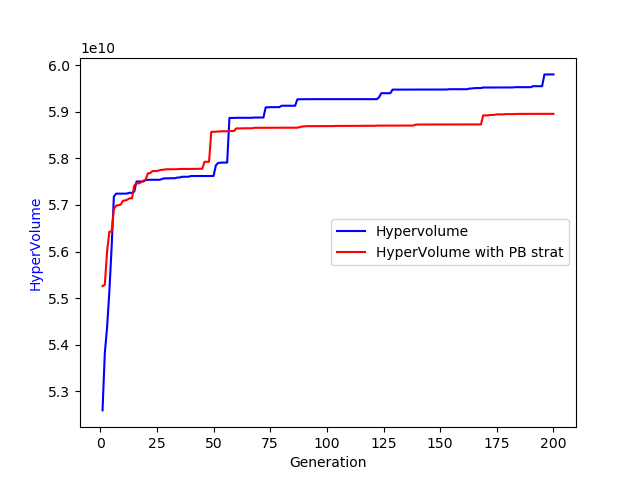 1e10
6.0
5.9
5.8
5.7
5.6
5.5
5.4
5.3
HyperVolume
Hypervolume
HyperVolume with PB strat
0 25 50 75 100 125 150 175 200
Generation